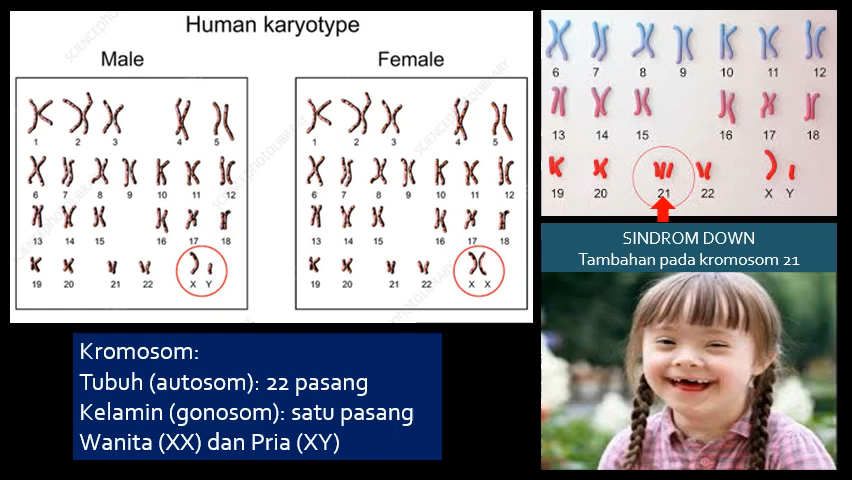 Human karyotype
Male
Female
1 2 3 4 5
6 7 8 9 10 11 12
13 14 15 16 17 18
19 20 21 22 X Y
1 2 3 4 5
6 7 8 9 10 11 12
13 14 15 16 17 18
19 20 21 22 X X
6 7 8 9 10 11 12
13 14 15 16 17 18
19 20 21 22 X Y
SINDROM DOWN
Tambahan pada kromosom 21
Kromosom:
Tubuh (autosom): 22 pasang
Kelamin (gonosom): satu pasang
Wanita (XX) dan Pria (XY)